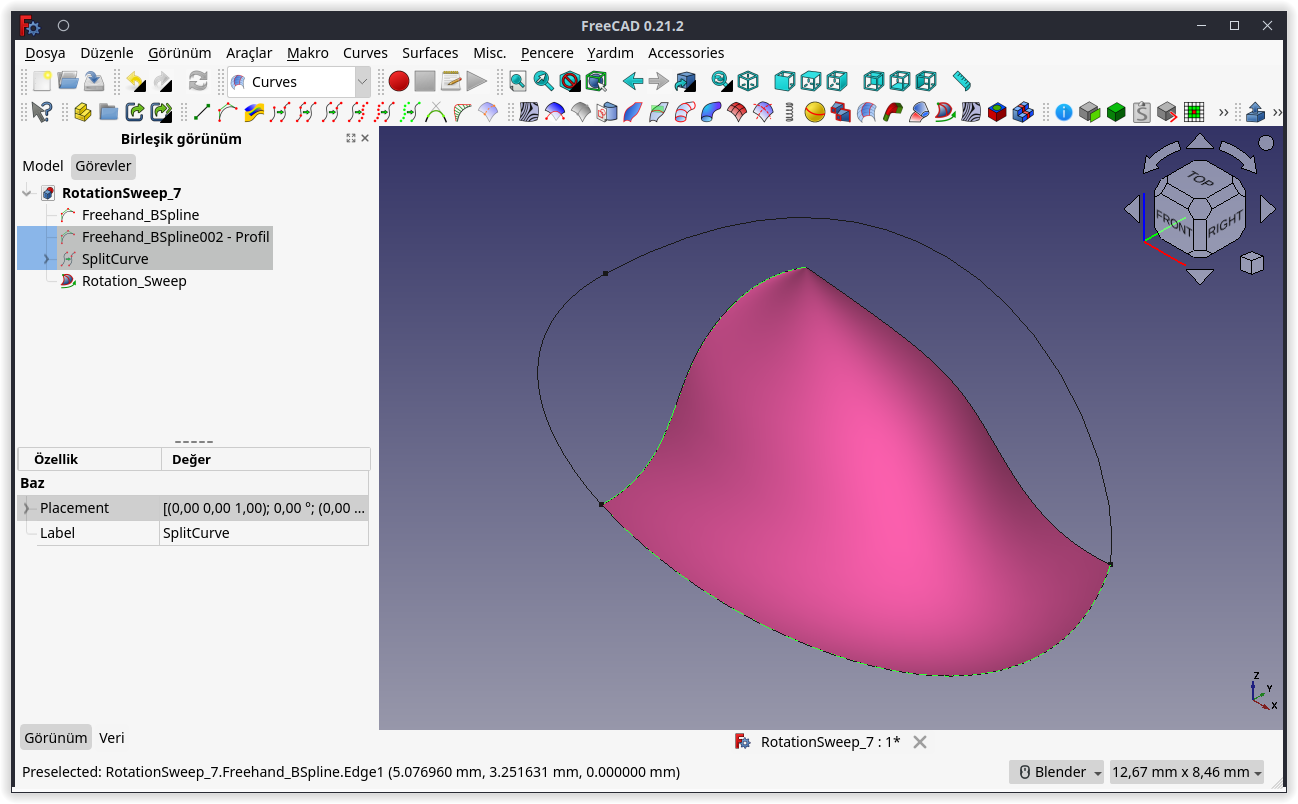 FreeCAD 0.21.2
Dosya Düzenle Görünüm Araçlar Makro Curves Surfaces Misc. Pencere Yardım Accessories
Curves
Birleşik görünüm
Model Görevler
RotationSweep_7
Freehand_BSpline
Freehand_BSpline002 - Profil
SplitCurve
Rotation_Sweep
Özellik Değer
Baz
Placement [(0,00 0,00 1,00); 0,00 °; (0,00 ...
Label SplitCurve
TOP
FRONT RIGHT
Z
Y
X
Görünüm Veri
RotationSweep_7 : 1*
Preselected: RotationSweep_7.Freehand_BSpline.Edge1 (5.076960 mm, 3.251631 mm, 0.000000 mm)
Blender 12,67 mm x 8,46 mm